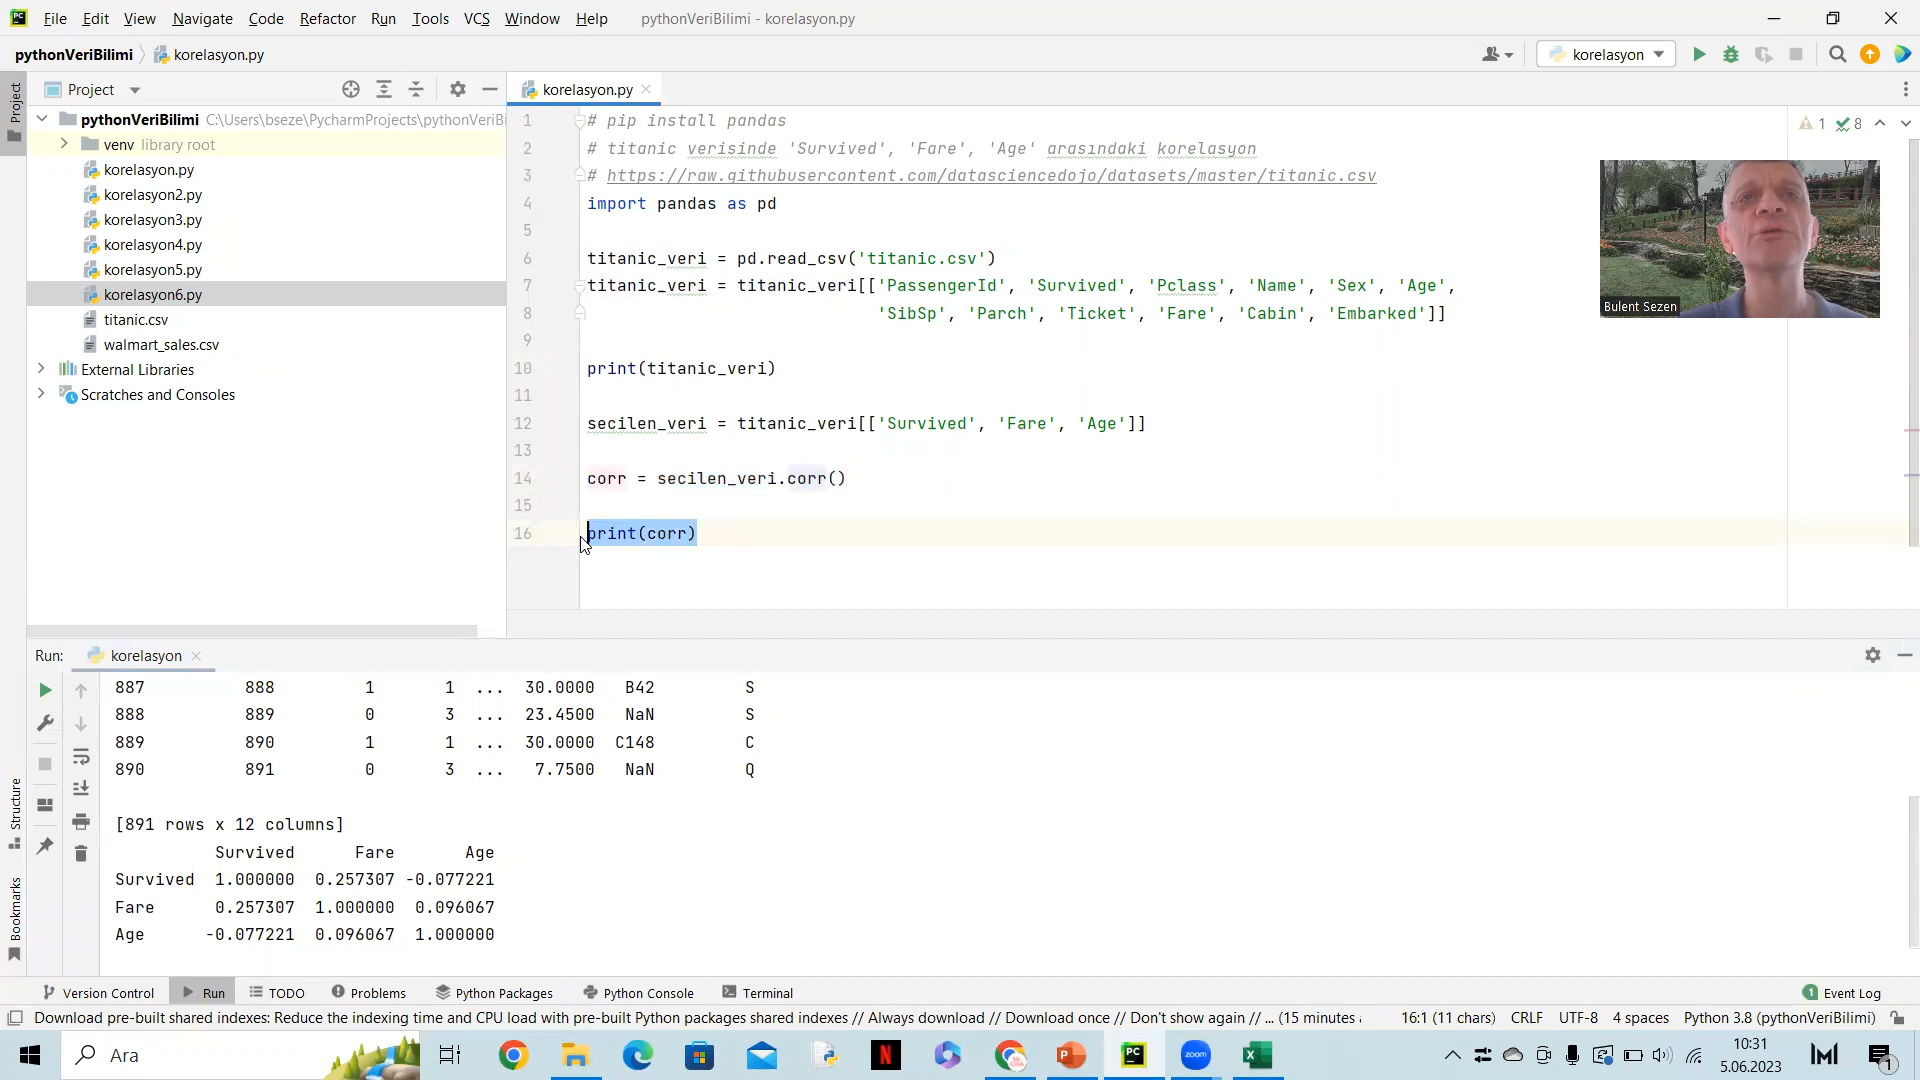 File Edit View Navigate Code Refactor Run Tools VCS Window Help pythonVeriBilimi - korelasyon.py
pythonVeriBilimi korelasyon.py korelasyon
Project
Project
korelasyon.py
pythonVeriBilimi C:\Users\bseze\PycharmProjects\pythonVeriBi
venv library root
korelasyon.py
korelasyon2.py
korelasyon3.py
korelasyon4.py
korelasyon5.py
korelasyon6.py
titanic.csv
walmart_sales.csv
External Libraries
Scratches and Consoles
1 # pip install pandas
2 # titanic verisinde 'Survived', 'Fare', 'Age' arasındaki korelasyon
3 # https://raw.githubusercontent.com/datasciencedojo/datasets/master/titanic.csv
4 import pandas as pd
5
6 titanic_veri = pd.read_csv('titanic.csv')
7 titanic_veri = titanic_veri[['PassengerId', 'Survived', 'Pclass', 'Name', 'Sex', 'Age',
8 'SibSp', 'Parch', 'Ticket', 'Fare', 'Cabin', 'Embarked']]
9
10 print(titanic_veri)
11
12 secilen_veri = titanic_veri[['Survived', 'Fare', 'Age']]
13
14 corr = secilen_veri.corr()
15
16 print(corr)
1 8
Bulent Sezen
Run: korelasyon
887 888 1 1 ... 30.0000 B42 S
888 889 0 3 ... 23.4500 NaN S
889 890 1 1 ... 30.0000 C148 C
890 891 0 3 ... 7.7500 NaN Q
[891 rows x 12 columns]
Survived Fare Age
Survived 1.000000 0.257307 -0.077221
Fare 0.257307 1.000000 0.096067
Age -0.077221 0.096067 1.000000
Structure
Bookmarks
Version Control Run TODO Problems Python Packages Python Console Terminal 1 Event Log
Download pre-built shared indexes: Reduce the indexing time and CPU load with pre-built Python packages shared indexes // Always download // Download once // Don't show again // ... (15 minutes 16:1 (11 chars) CRLF UTF-8 4 spaces Python 3.8 (pythonVeriBilimi)
Ara
PC
zoom
10:31
5.06.2023
1